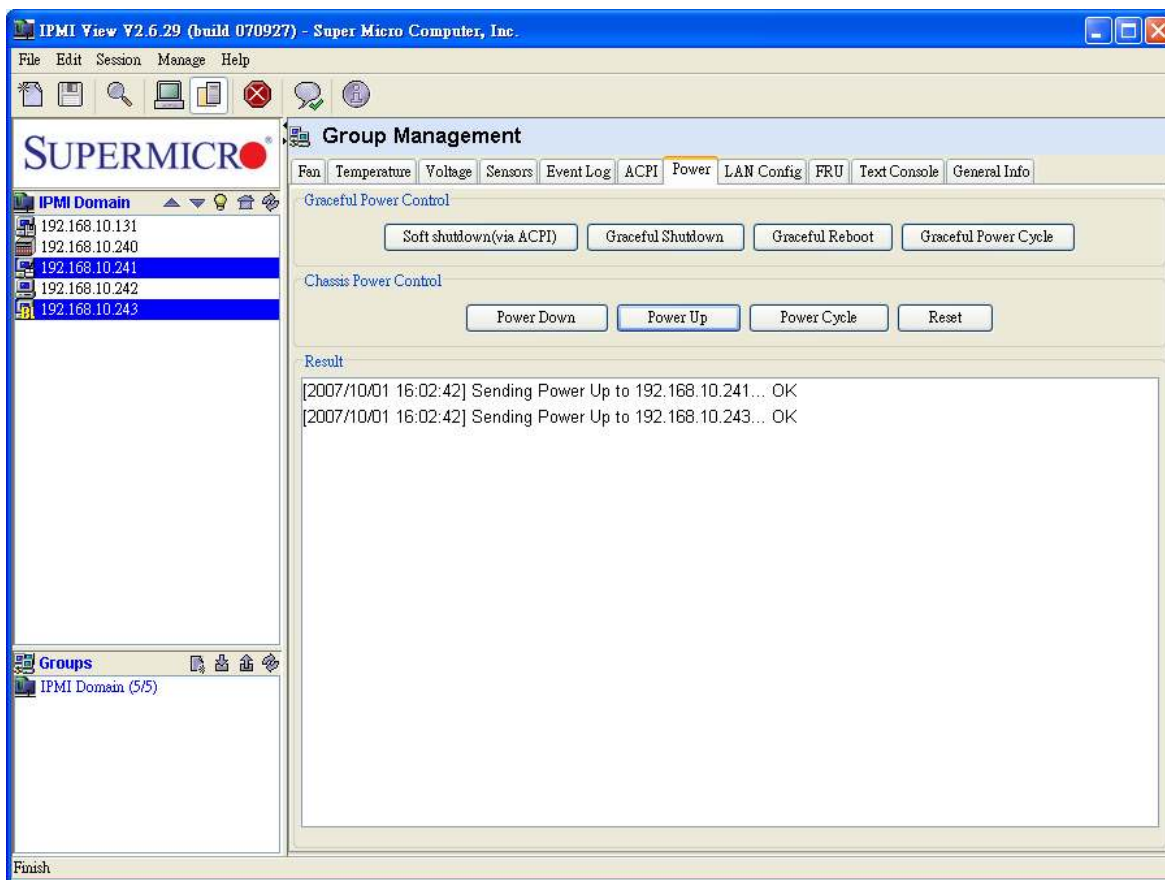 IPMI View V2.6.29 (build 070927) - Super Micro Computer, Inc.
File Edit Session Manage Help
SUPERMICRO
Group Management
Fan Temperature Voltage Sensors Event Log ACPI Power LAN Config FRU Text Console General Info
IPMI Domain
192.168.10.131
192.168.10.240
192.168.10.241
192.168.10.242
192.168.10.243
Graceful Power Control
Soft shutdown(via ACPI) Graceful Shutdown Graceful Reboot Graceful Power Cycle
Chassis Power Control
Power Down Power Up Power Cycle Reset
Result
[2007/10/01 16:02:42] Sending Power Up to 192.168.10.241... OK
[2007/10/01 16:02:42] Sending Power Up to 192.168.10.243... OK
Groups
IPMI Domain (5/5)
Finish